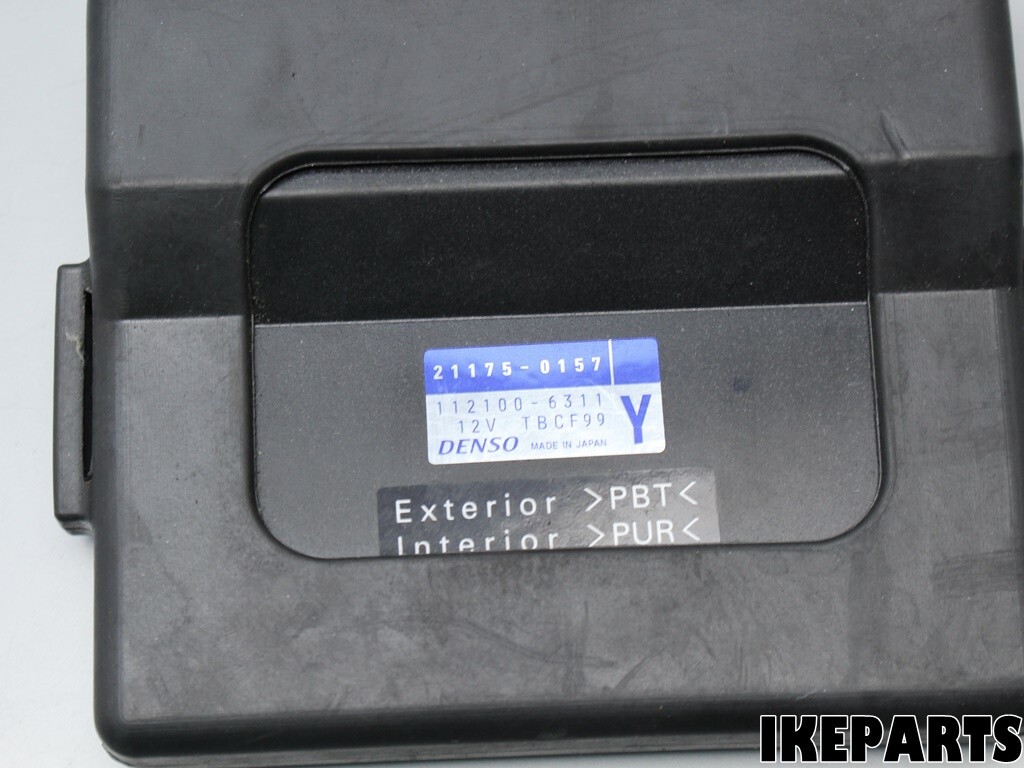 21175-0157
112100-6311
12V TBCF99
Y
DENSO MADE IN JAPAN
Exterior >PBT<
Interior >PUR<
IKEPARTS